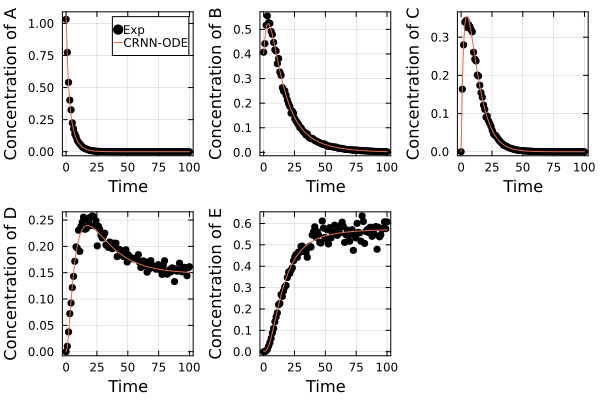 Concentration of A
1.00
0.75
0.50
0.25
0.00
0 25 50 75 100
Time
Exp
CRNN-ODE
Concentration of B
0.5
0.4
0.3
0.2
0.1
0.0
0 25 50 75 100
Time
Concentration of C
0.3
0.2
0.1
0.0
0 25 50 75 100
Time
Concentration of D
0.25
0.20
0.15
0.10
0.05
0.00
0 25 50 75 100
Time
Concentration of E
0.6
0.5
0.4
0.3
0.2
0.1
0.0
0 25 50 75 100
Time